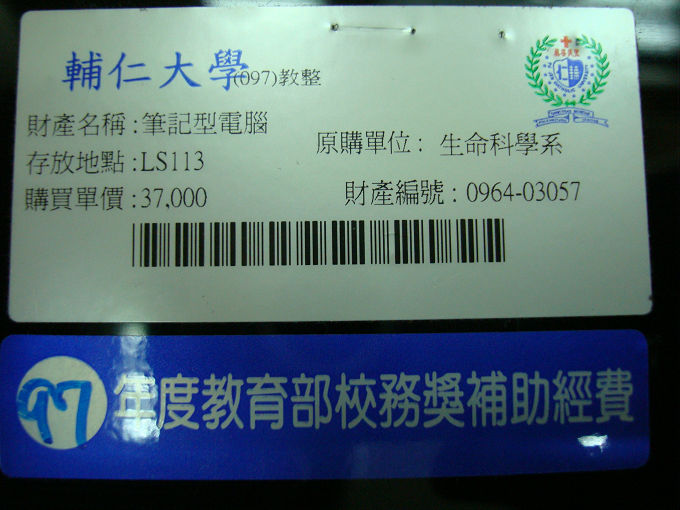 輔仁大學(097)教整
財產名稱:筆記型電腦
原購單位: 生命科學系
存放地點:LS113
購買單價:37,000
財產編號: 0964-03057
97年度教育部校務獎補助經費